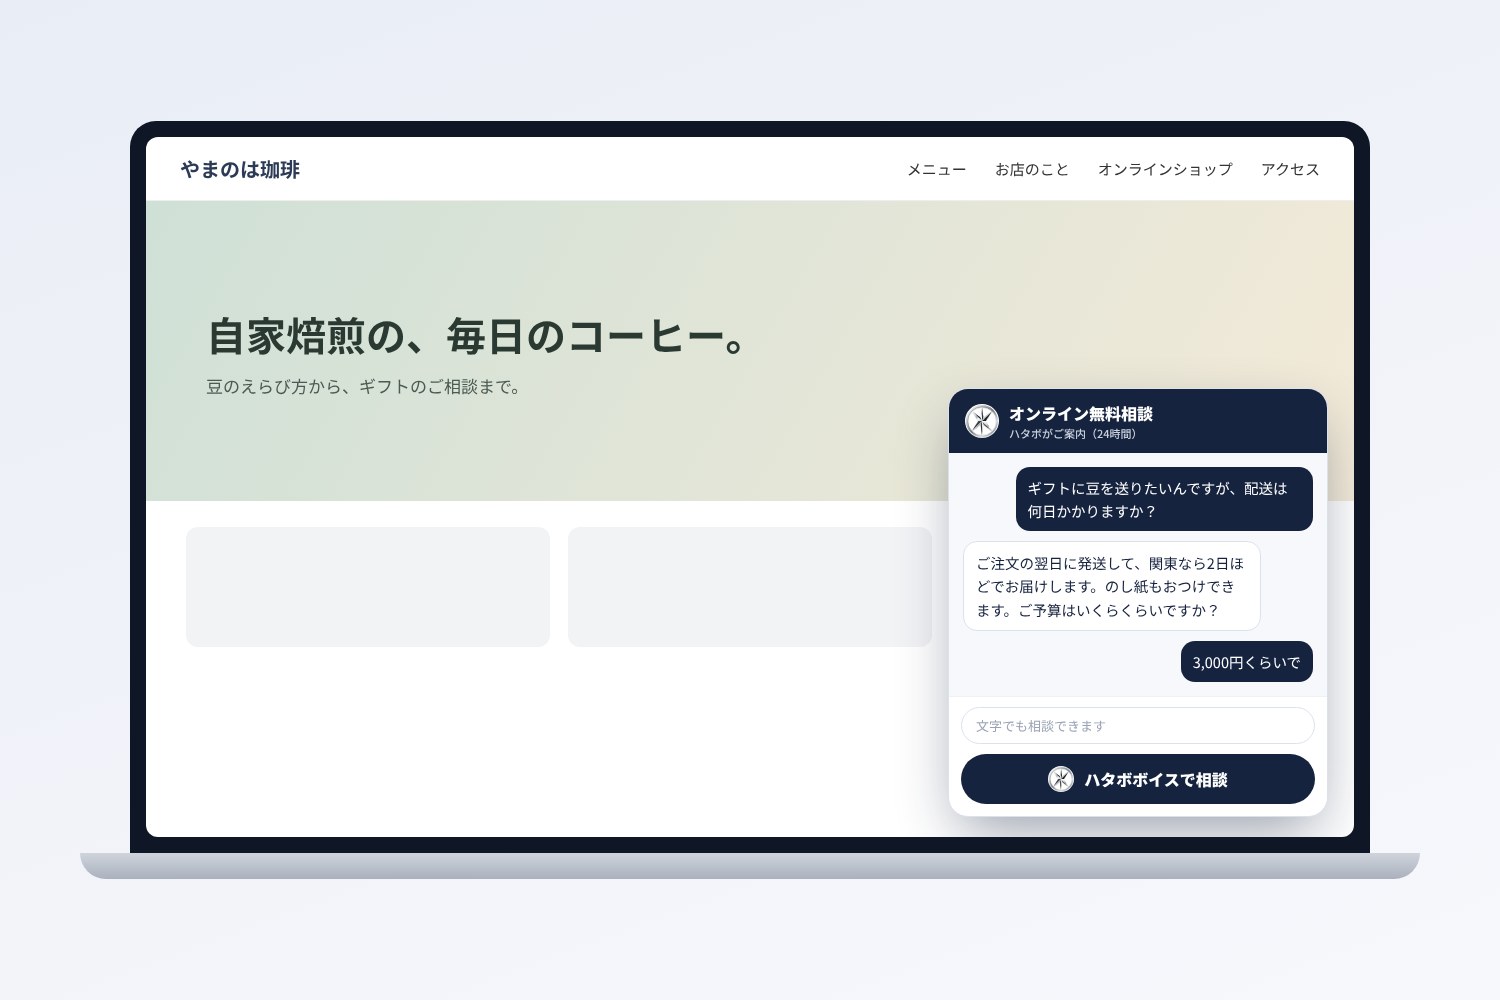 やまのは珈琲
メニュー お店のこと オンラインショップ アクセス
自家焙煎の、毎日のコーヒー。
豆のえらび方から、ギフトのご相談まで。
オンライン無料相談
ハタボがご案内（24時間）
ギフトに豆を送りたいんですが、配送は
何日かかりますか？
ご注文の翌日に発送して、関東なら2日ほ
どでお届けします。のし紙もおつけでき
ます。ご予算はいくらくらいですか？
3,000円くらいで
文字でも相談できます
ハタボボイスで相談